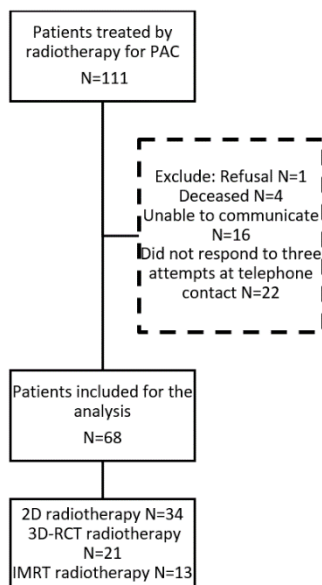 Patients treated by
radiotherapy for PAC
N=111
Exclude: Refusal N=1
Deceased N=4
Unable to communicate
N=16
Did not respond to three
attempts at telephone
contact N=22
Patients included for the
analysis
N=68
2D radiotherapy N=34
3D-RCT radiotherapy
N=21
IMRT radiotherapy N=13